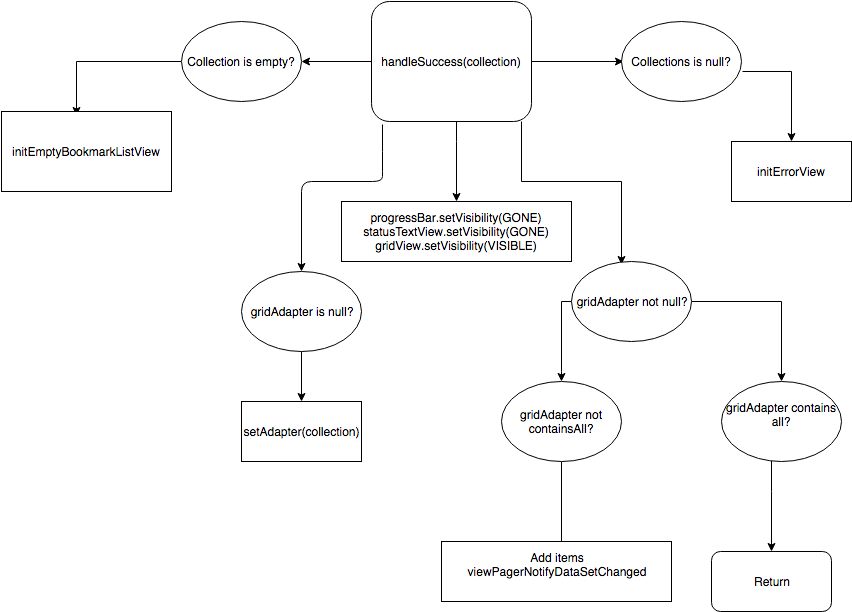 Collection is empty?
handleSuccess(collection)
Collections is null?
initEmptyBookmarkListView
initErrorView
progressBar.setVisibility(GONE)
statusTextView.setVisibility(GONE)
gridView.setVisibility(VISIBLE)
gridAdapter is null?
gridAdapter not null?
setAdapter(collection)
gridAdapter not
containsAll?
gridAdapter contains
all?
Add items
viewPagerNotifyDataSetChanged
Return